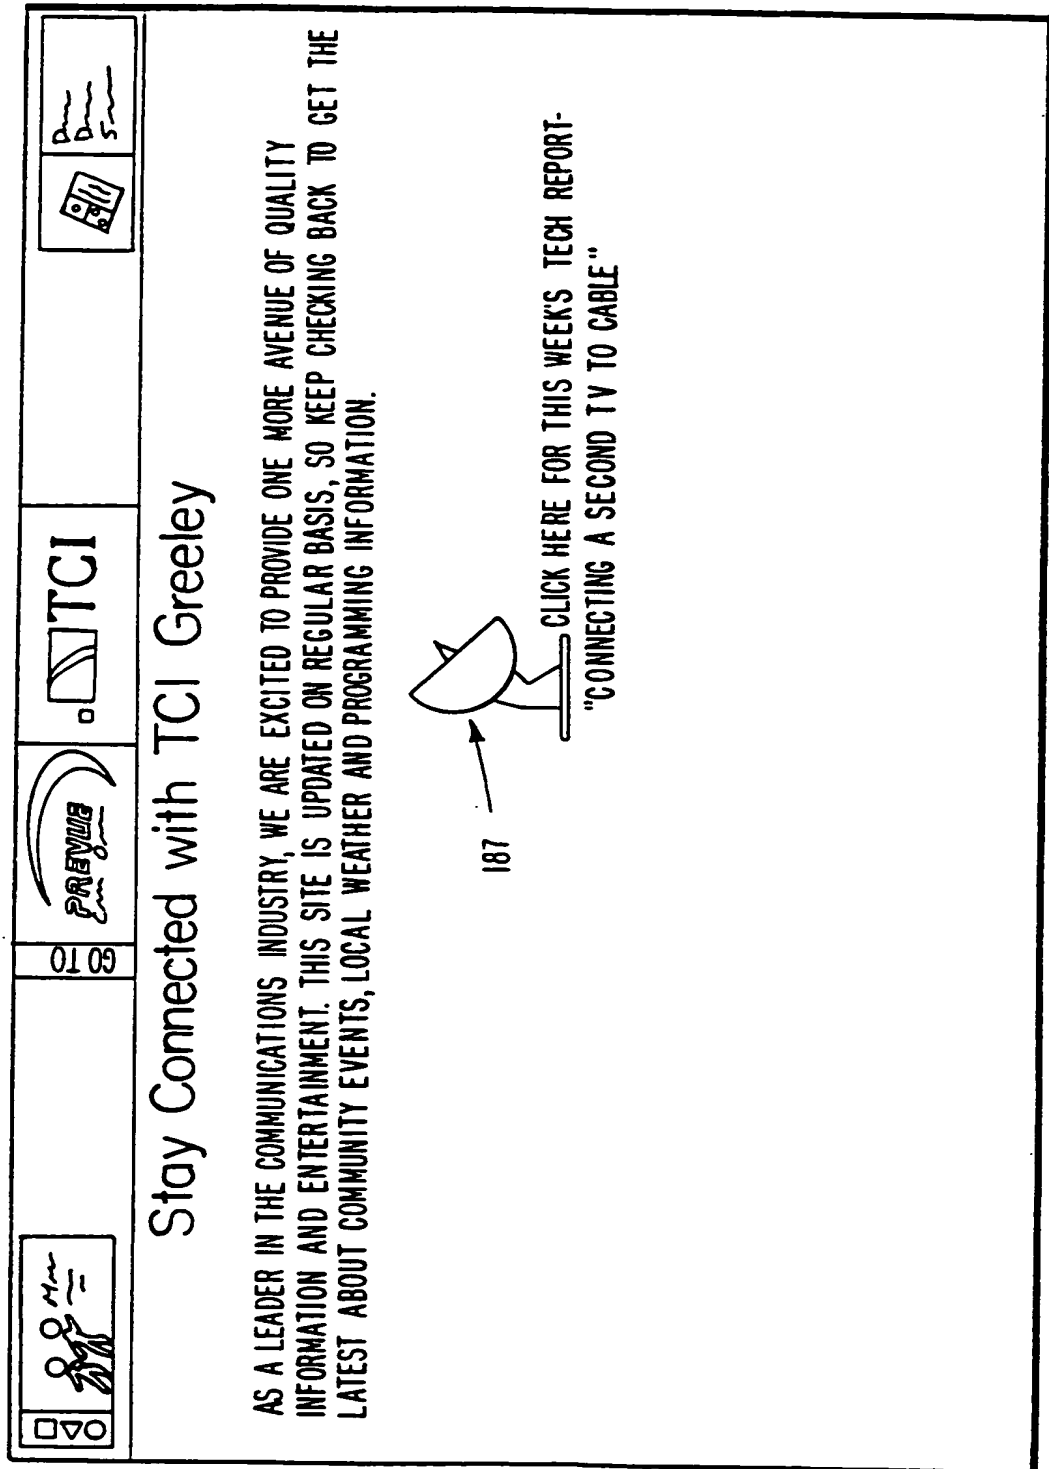 GO TO
PREVUE
TCI
Stay Connected with TCI Greeley
AS A LEADER IN THE COMMUNICATIONS INDUSTRY, WE ARE EXCITED TO PROVIDE ONE MORE AVENUE OF QUALITY
INFORMATION AND ENTERTAINMENT. THIS SITE IS UPDATED ON REGULAR BASIS, SO KEEP CHECKING BACK TO GET THE
LATEST ABOUT COMMUNITY EVENTS, LOCAL WEATHER AND PROGRAMMING INFORMATION.
187
CLICK HERE FOR THIS WEEK'S TECH REPORT-
"CONNECTING A SECOND TV TO CABLE"